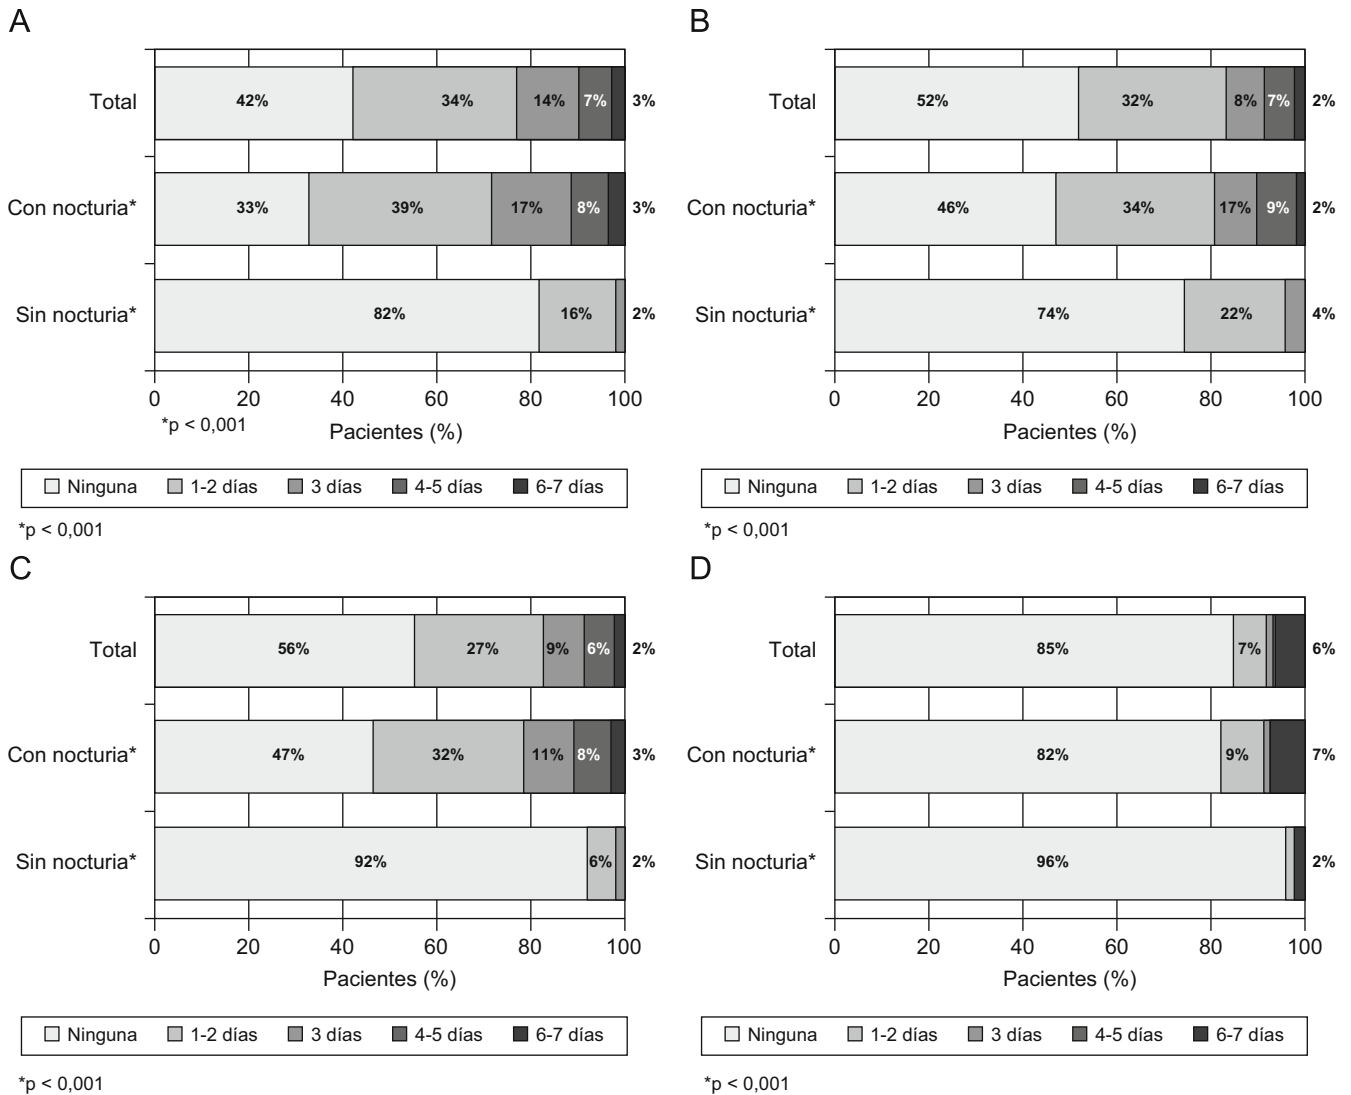 A
Total 42% 34% 14% 7% 3%
Con nocturia* 33% 39% 17% 8% 3%
Sin nocturia* 82% 16% 2%
0 20 40 60 80 100
*p < 0,001
Pacientes (%)
Ninguna 1-2 días 3 días 4-5 días 6-7 días
*p < 0,001
B
Total 52% 32% 8% 7% 2%
Con nocturia* 46% 34% 17% 9% 2%
Sin nocturia* 74% 22% 4%
0 20 40 60 80 100
Pacientes (%)
Ninguna 1-2 días 3 días 4-5 días 6-7 días
*p < 0,001
C
Total 56% 27% 9% 6% 2%
Con nocturia* 47% 32% 11% 8% 3%
Sin nocturia* 92% 6% 2%
0 20 40 60 80 100
Pacientes (%)
Ninguna 1-2 días 3 días 4-5 días 6-7 días
*p < 0,001
D
Total 85% 7% 6%
Con nocturia* 82% 9% 7%
Sin nocturia* 96% 2%
0 20 40 60 80 100
Pacientes (%)
Ninguna 1-2 días 3 días 4-5 días 6-7 días
*p < 0,001